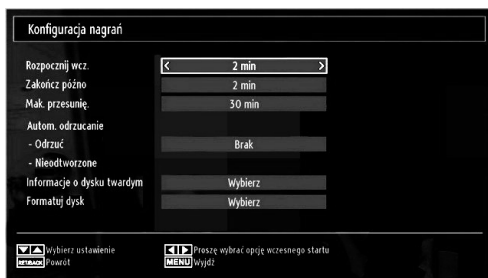 Konfiguracja nagrań
Rozpocznij wcz. < 2 min >
Zakończ późno 2 min
Mak. przesunię. 30 min
Autom. odrzucanie
- Odrzuć Brak
- Nieodtworzone
Informacje o dysku twardym Wybierz
Formatuj dysk Wybierz
Wybierz ustawienie Proszę wybrać opcję wczesnego startu
Powrót MENU Wyjdź